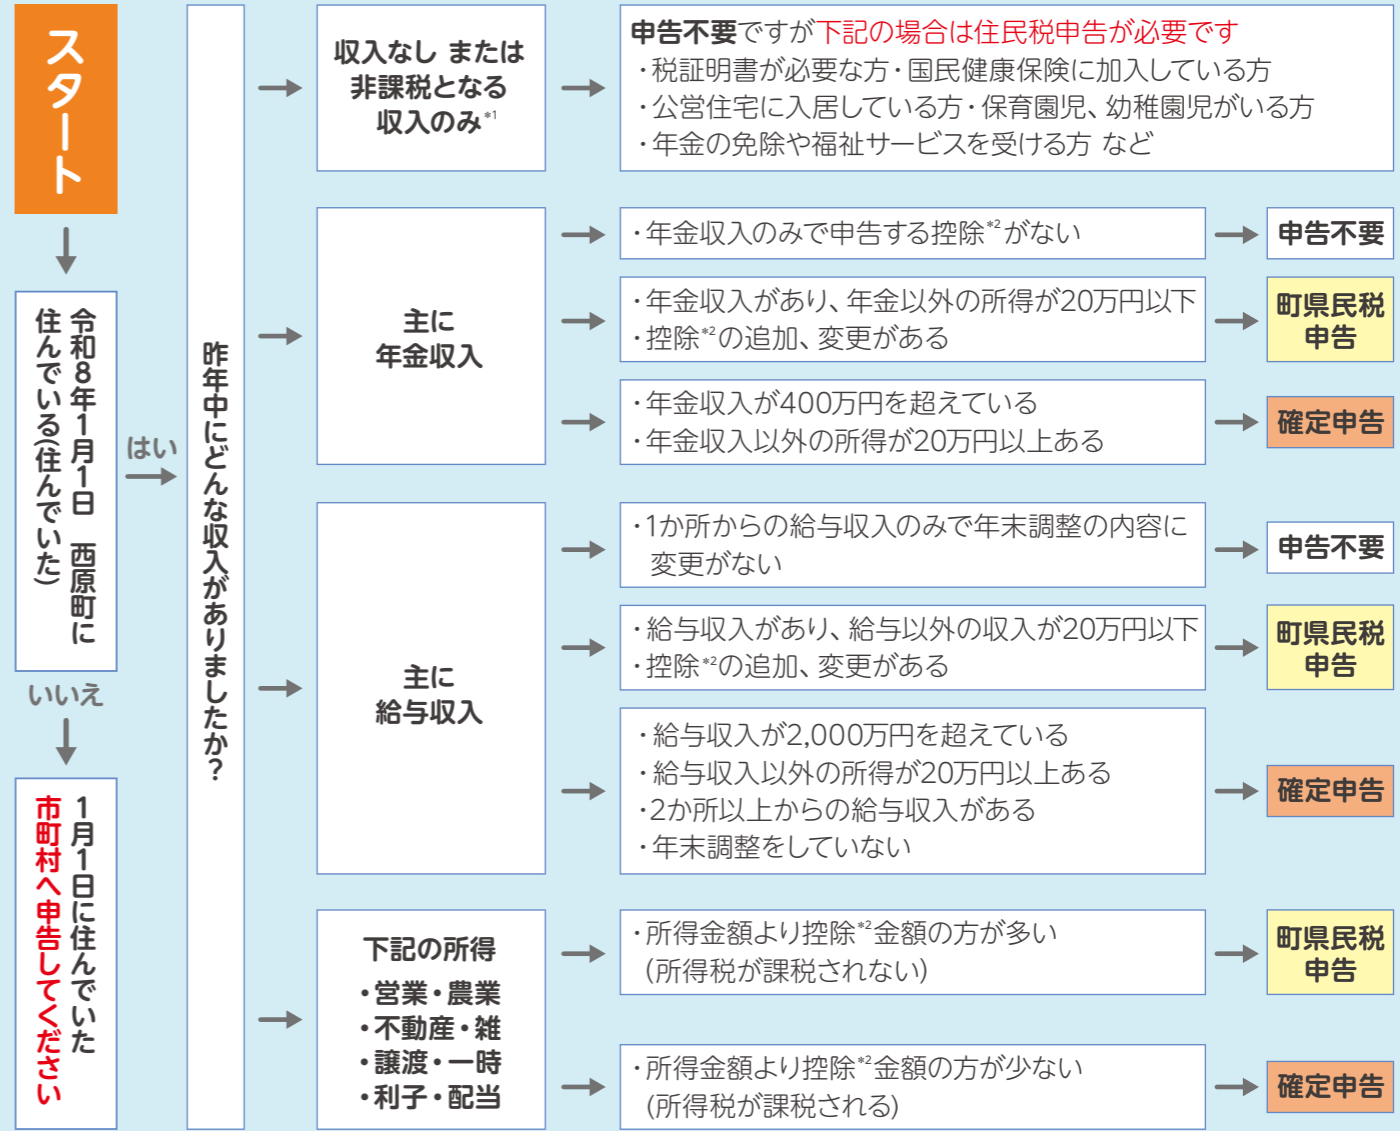 スタート
令和8年1月1日　西原町に
住んでいる(住んでいた)
はい
いいえ
1月1日に住んでいた
市町村へ申告してください
昨年中にどんな収入がありましたか?
収入なし または
非課税となる
収入のみ*1
申告不要ですが下記の場合は住民税申告が必要です
・税証明書が必要な方・国民健康保険に加入している方
・公営住宅に入居している方・保育園児、幼稚園児がいる方
・年金の免除や福祉サービスを受ける方 など
主に
年金収入
・年金収入のみで申告する控除*2がない
申告不要
・年金収入があり、年金以外の所得が20万円以下
・控除*2の追加、変更がある
町県民税
申告
・年金収入が400万円を超えている
・年金収入以外の所得が20万円以上ある
確定申告
主に
給与収入
・1か所からの給与収入のみで年末調整の内容に
変更がない
申告不要
・給与収入があり、給与以外の収入が20万円以下
・控除*2の追加、変更がある
町県民税
申告
・給与収入が2,000万円を超えている
・給与収入以外の所得が20万円以上ある
・2か所以上からの給与収入がある
・年末調整をしていない
確定申告
下記の所得
・営業・農業
・不動産・雑
・譲渡・一時
・利子・配当
・所得金額より控除*2金額の方が多い
(所得税が課税されない)
町県民税
申告
・所得金額より控除*2金額の方が少ない
(所得税が課税される)
確定申告